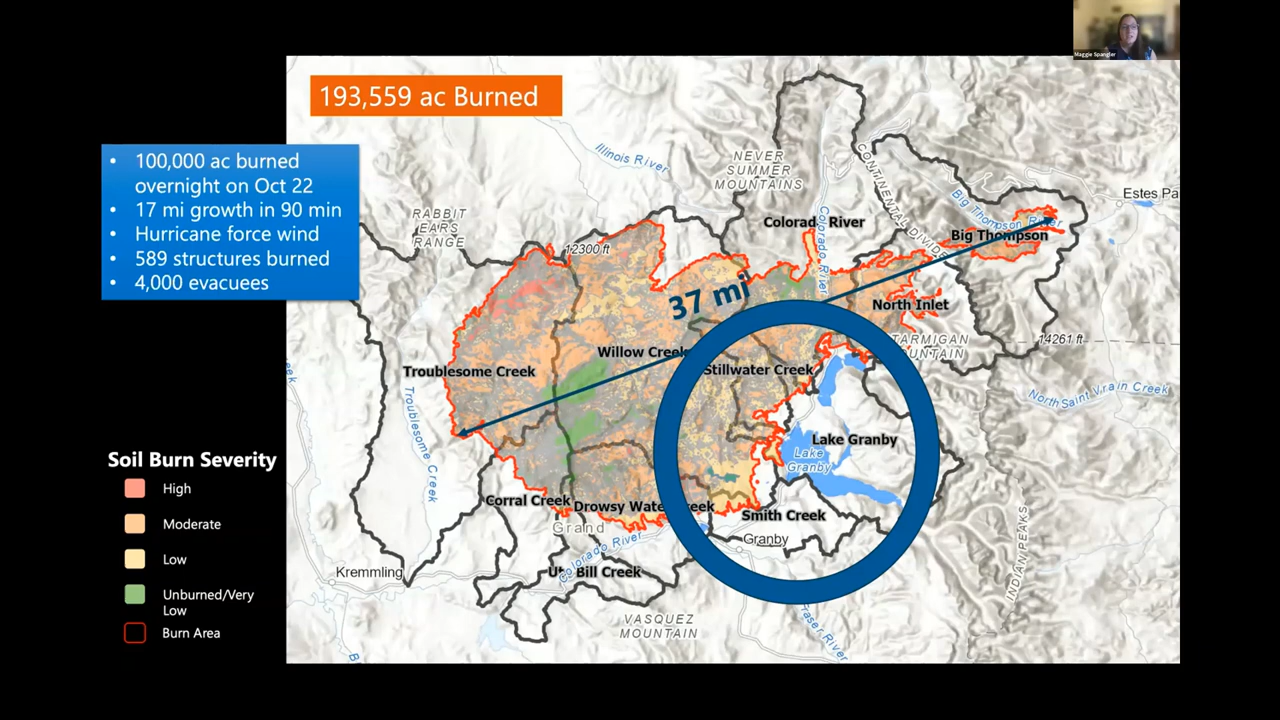 Maggie Spangler
193,559 ac Burned
• 100,000 ac burned
overnight on Oct 22
• 17 mi growth in 90 min
• Hurricane force wind
• 589 structures burned
• 4,000 evacuees
Illinois River
NEVER
SUMMER
MOUNTAINS
CONTINENTAL DIVIDE
Estes Pa
Big Thompson River
RABBIT
EARS
RANGE
Colorado River
Colorado River
Big Thompson
12300 ft
37 mi
North Inlet
TARMIGAN
MOUNTAIN
14261 ft
Willow Creek
Troublesome Creek
Stillwater Creek
North Saint Vrain Creek
Creek
Troublesome Creek
Lake Granby
Lake
Granby
Soil Burn Severity
High
Moderate
Low
Unburned/Very
Low
Burn Area
Corral Creek
Drowsy Water Creek
Smith Creek
Grand
Granby
Colorado River
INDIAN PEAKS
Kremmling
Ute Bill Creek
VASQUEZ
MOUNTAIN
Fraser River
B